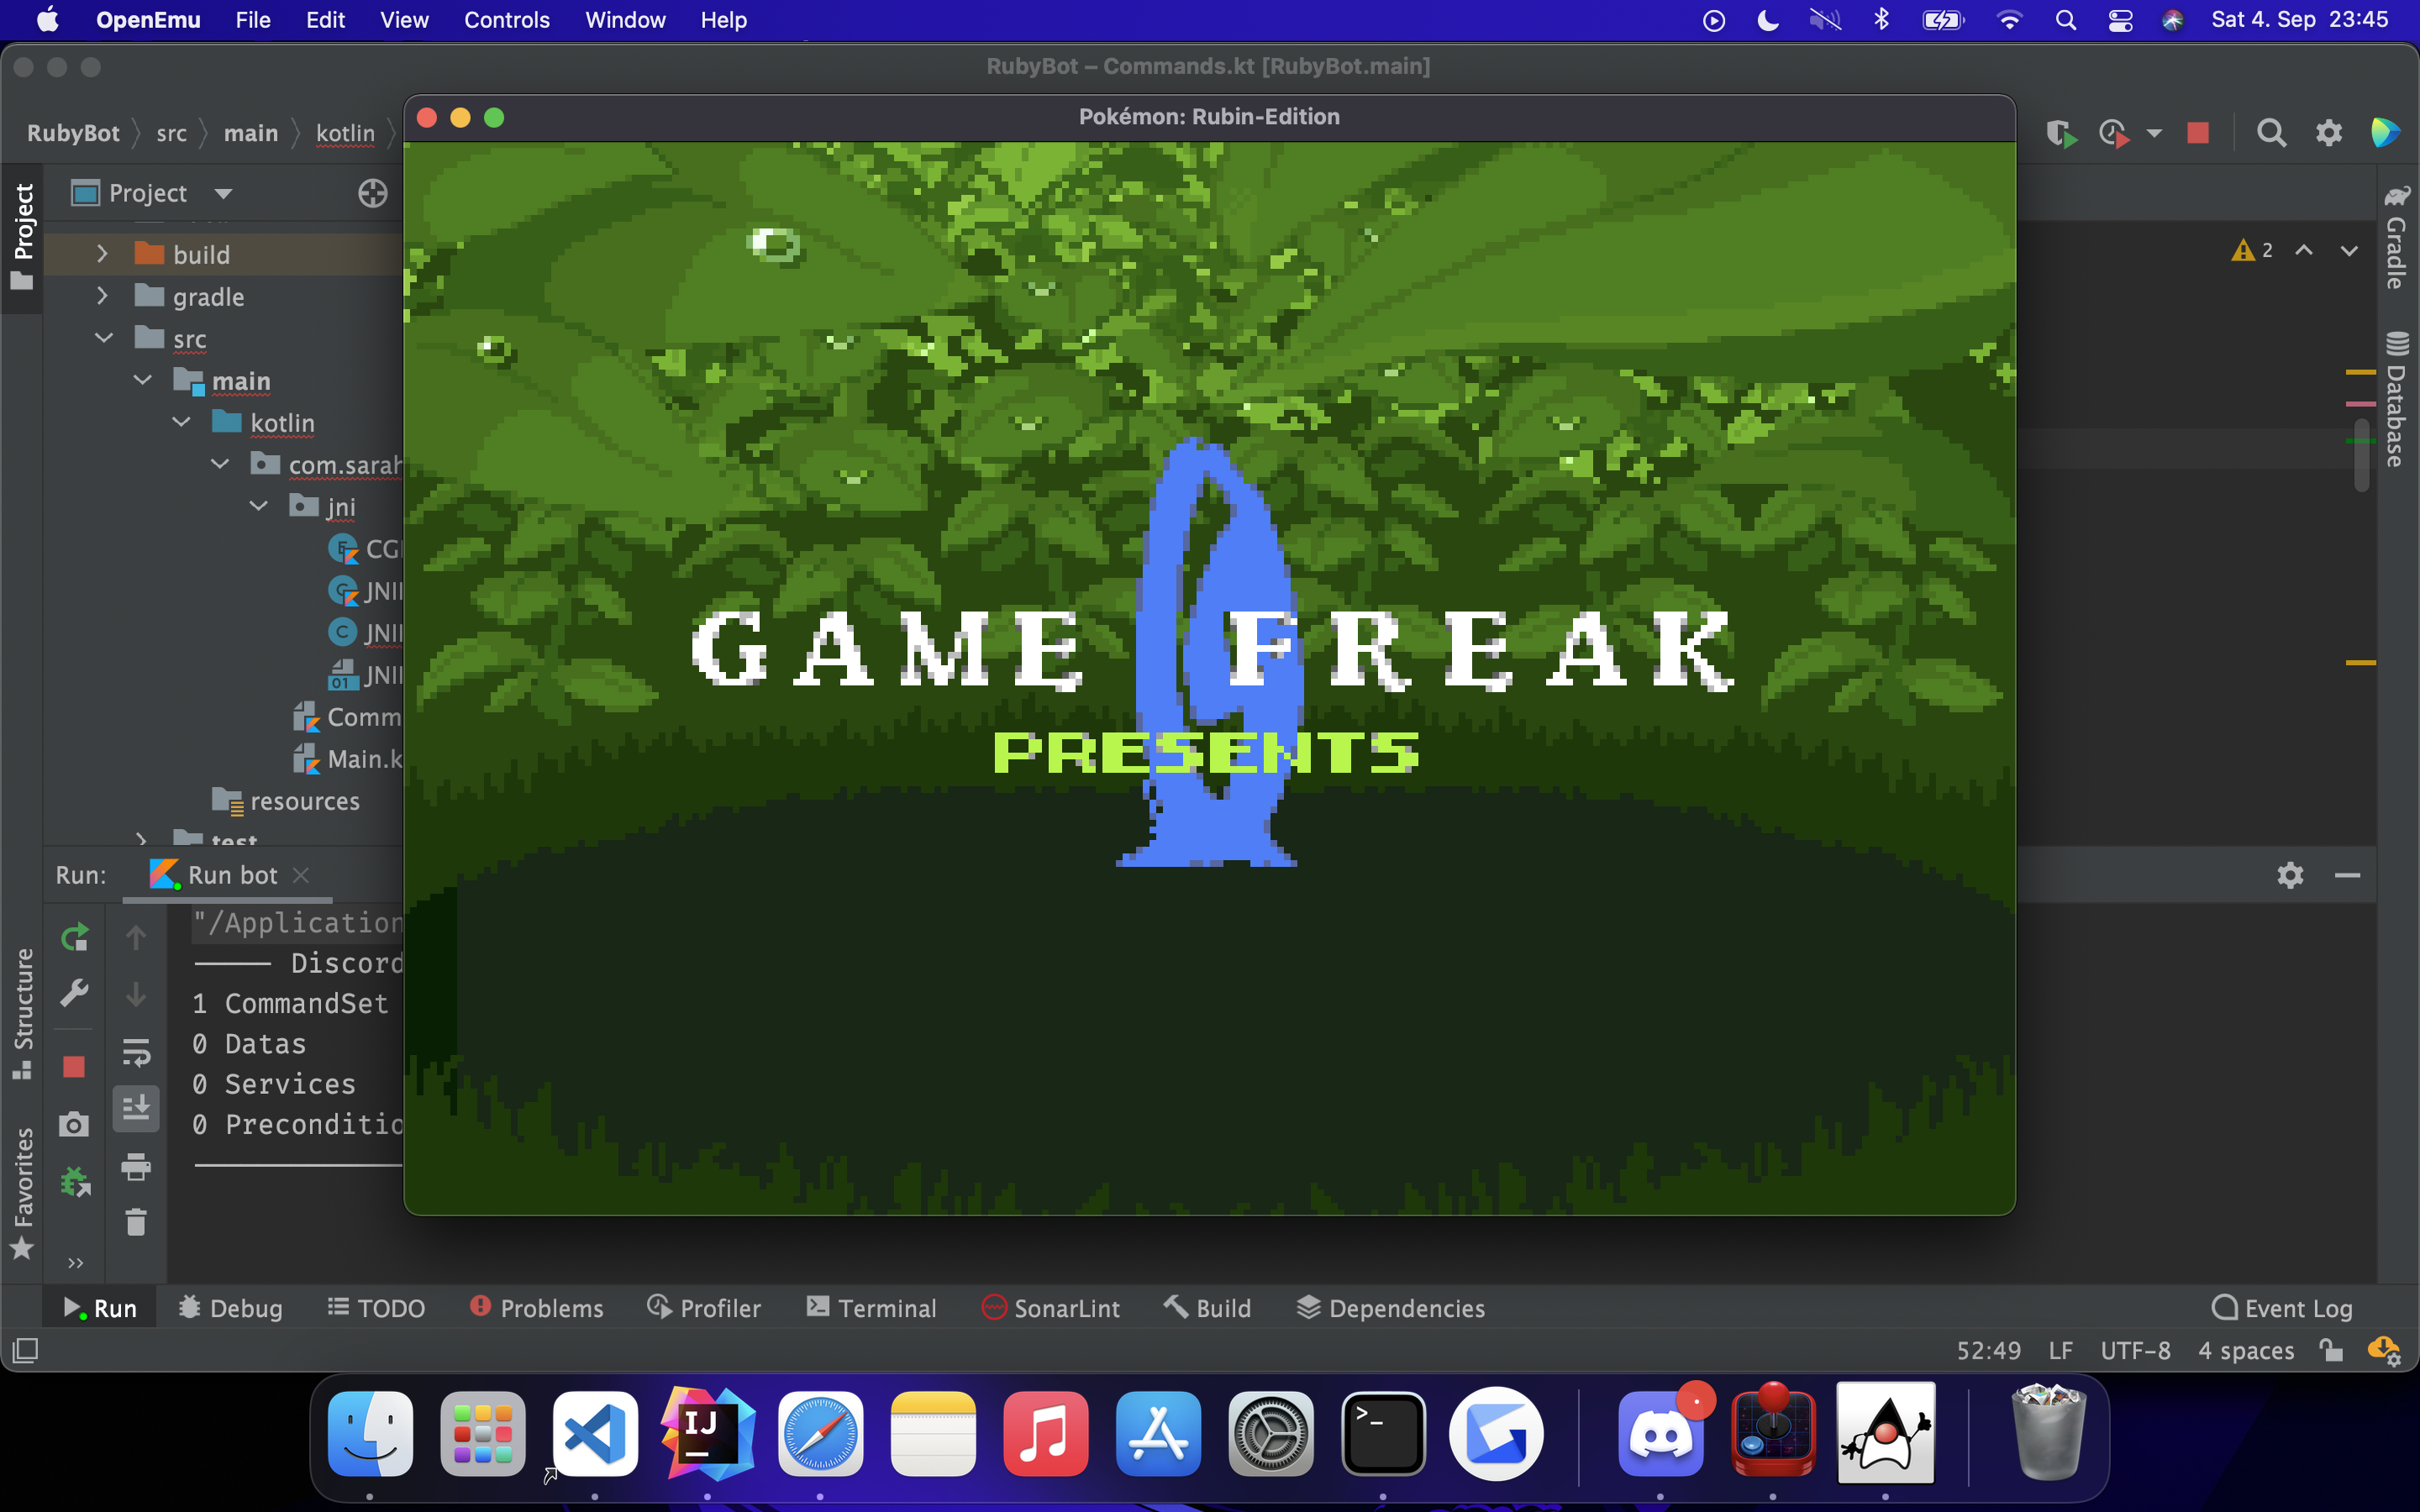 OpenEmu File Edit View Controls Window Help Sat 4. Sep 23:45
RubyBot – Commands.kt [RubyBot.main]
RubyBot src main kotlin
Pokémon: Rubin-Edition
Project
Project
build
gradle
src
main
kotlin
com.sarah
jni
CG
JNI
JNI
01 JNI
Comm
Main.k
resources
test
2
Gradle
Database
GAME FREAK
PRESENTS
Run: Run bot
"/Application
Discord
1 CommandSet
0 Datas
0 Services
0 Preconditio
Structure
Favorites
Run Debug TODO Problems Profiler Terminal SonarLint Build Dependencies Event Log
52:49 LF UTF-8 4 spaces
IJ